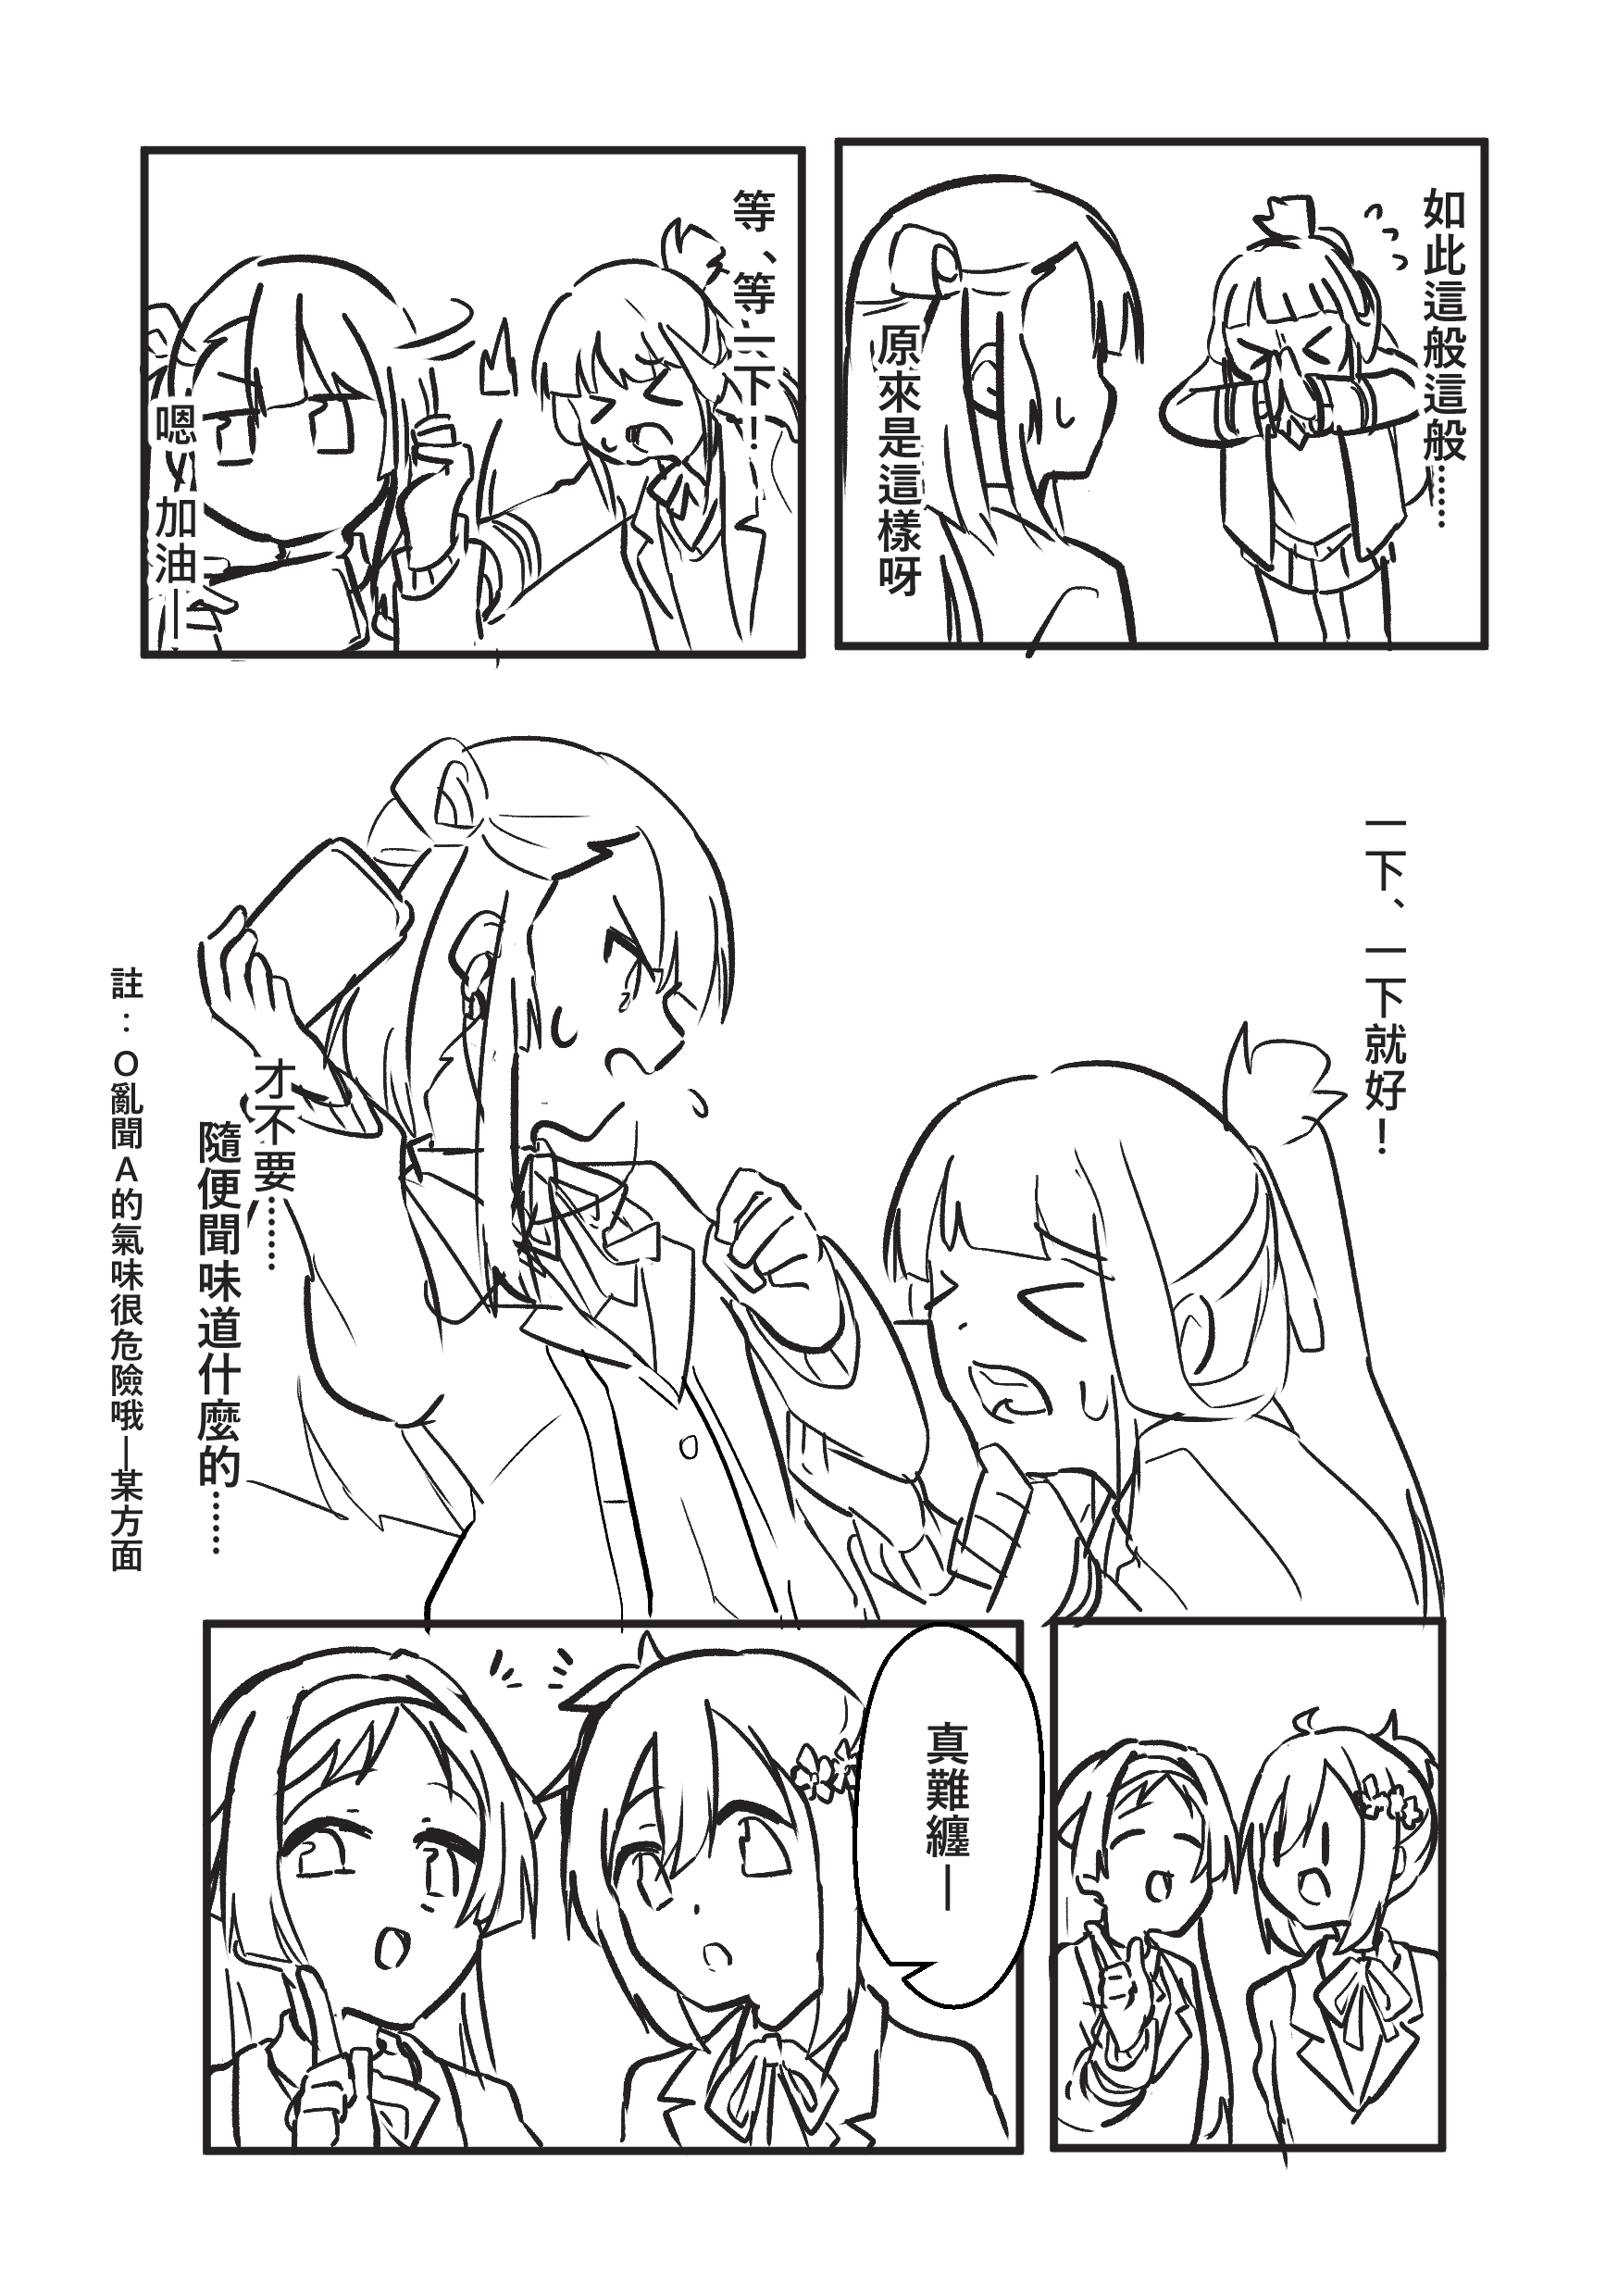 如此這般這般……
原來是這樣呀
等、等一下！
嗯，加油—
一下、一下就好！
才不要……
隨便聞味道什麼的……
註：O亂聞A的氣味很危險哦—某方面
真難纏—